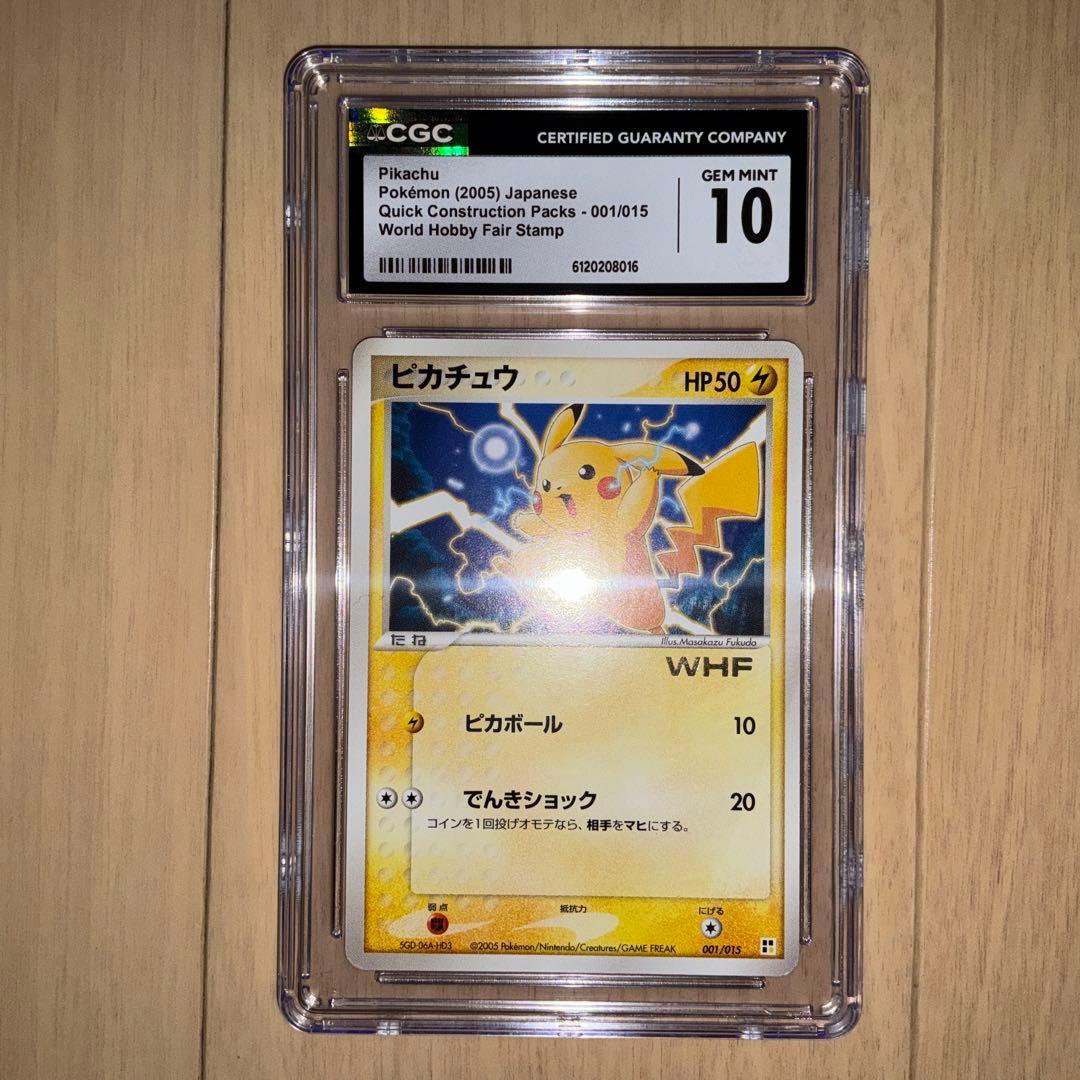 CGC
CERTIFIED GUARANTY COMPANY
Pikachu
Pokémon (2005) Japanese
Quick Construction Packs - 001/015
World Hobby Fair Stamp
6120208016
GEM MINT
10
ピカチュウ
HP50
たね
Illus.Masakazu Fukuda
WHF
ピカボール 10
でんきショック 20
コインを1回投げオモテなら、相手をマヒにする。
弱点
抵抗力
にげる
闘
5GD-06A-HD3 ©2005 Pokémon/Nintendo/Creatures/GAME FREAK 001/015